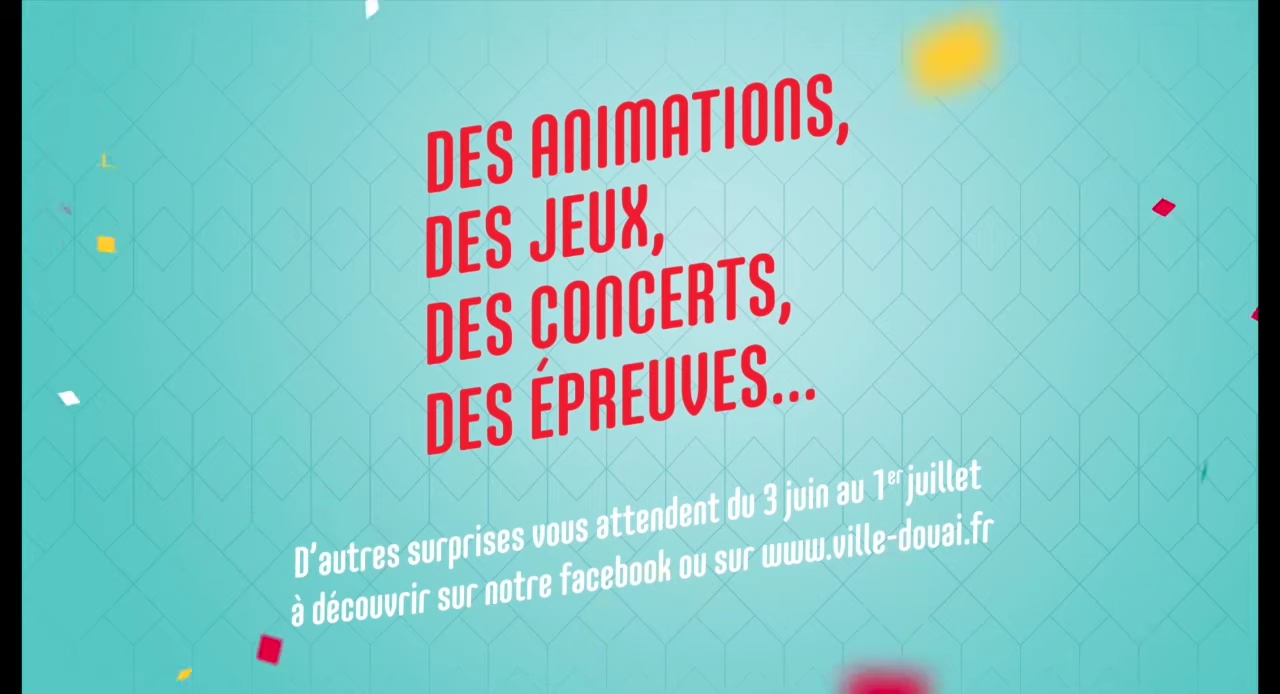 DES ANIMATIONS,
DES JEUX,
DES CONCERTS,
DES ÉPREUVES...
D'autres surprises vous attendent du 3 juin au 1er juillet
à découvrir sur notre facebook ou sur www.ville-douai.fr